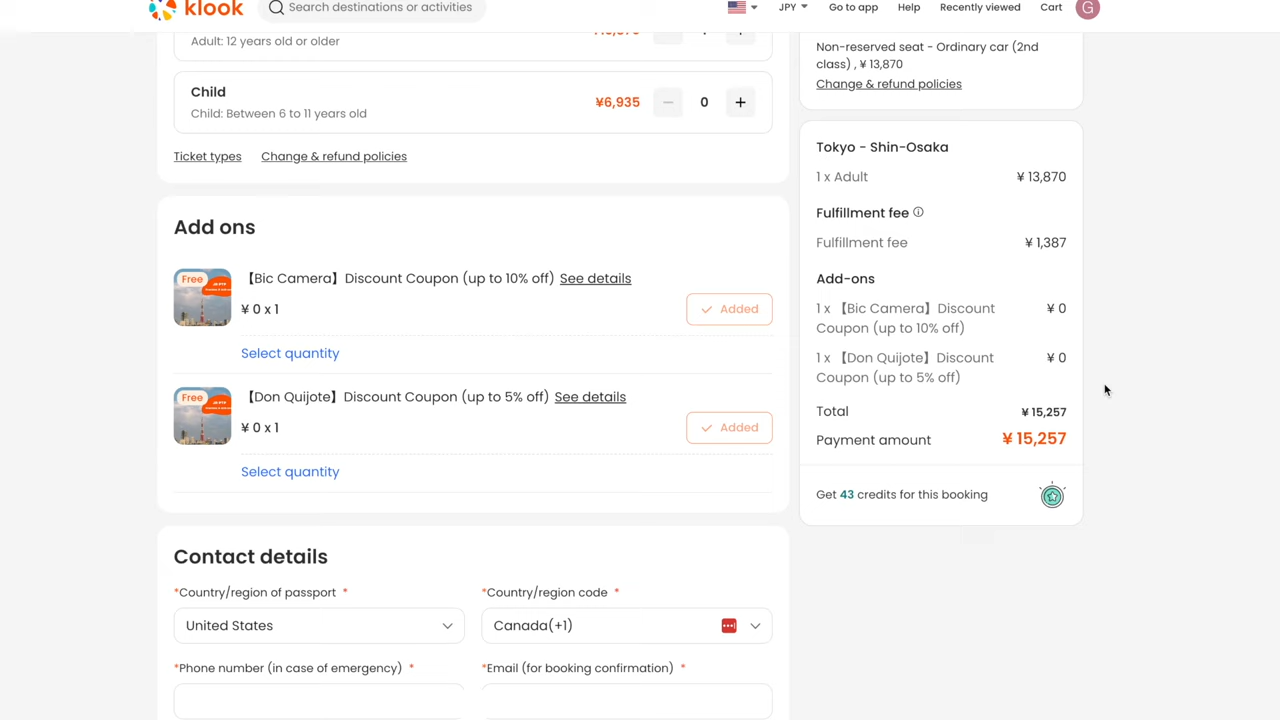 klook
Search destinations or activities
JPY
Go to app
Help
Recently viewed
Cart
G
Adult: 12 years old or older
Child
Child: Between 6 to 11 years old
¥6,935
0
Ticket types
Change & refund policies
Add ons
Free
【Bic Camera】Discount Coupon (up to 10% off) See details
¥ 0 x 1
Added
Select quantity
Free
【Don Quijote】Discount Coupon (up to 5% off) See details
¥ 0 x 1
Added
Select quantity
Contact details
*Country/region of passport *
United States
*Country/region code *
Canada(+1)
*Phone number (in case of emergency) *
*Email (for booking confirmation) *
Non-reserved seat - Ordinary car (2nd
class) , ¥ 13,870
Change & refund policies
Tokyo - Shin-Osaka
1 x Adult
¥ 13,870
Fulfillment fee
Fulfillment fee
¥ 1,387
Add-ons
1 x 【Bic Camera】Discount
Coupon (up to 10% off)
¥ 0
1 x 【Don Quijote】Discount
Coupon (up to 5% off)
¥ 0
Total
¥ 15,257
Payment amount
¥ 15,257
Get 43 credits for this booking